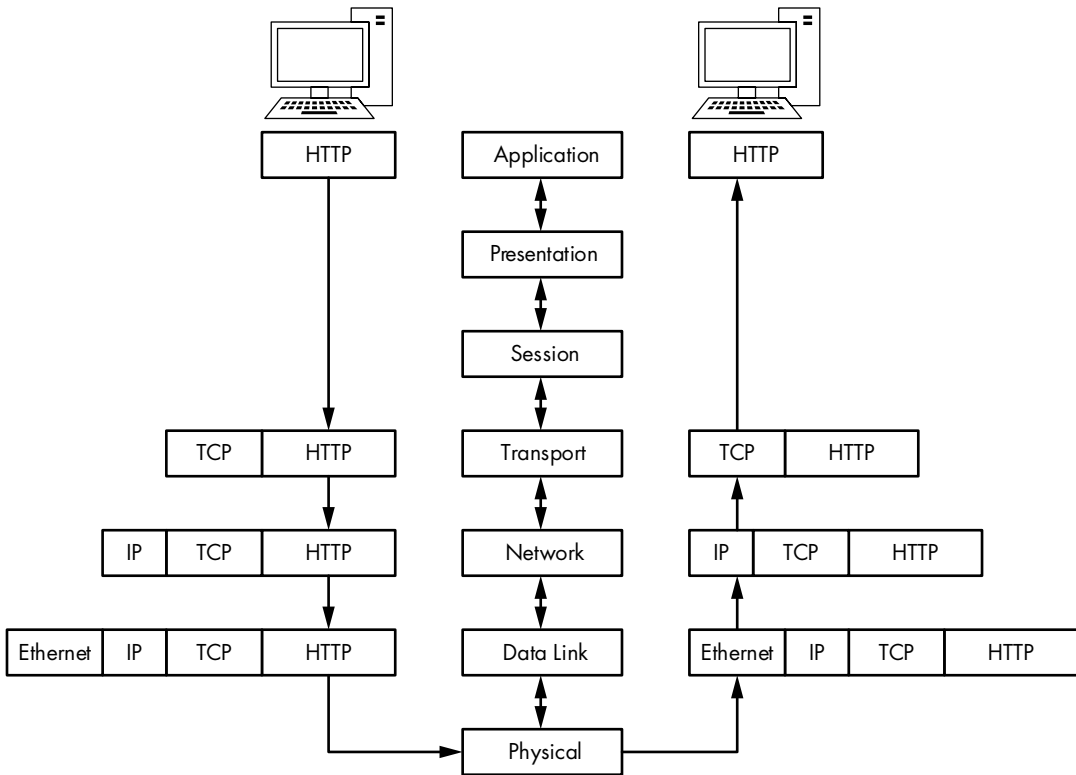 HTTP Application HTTP
Presentation
Session
TCP HTTP Transport TCP HTTP
IP TCP HTTP Network IP TCP HTTP
Ethernet IP TCP HTTP Data Link Ethernet IP TCP HTTP
Physical